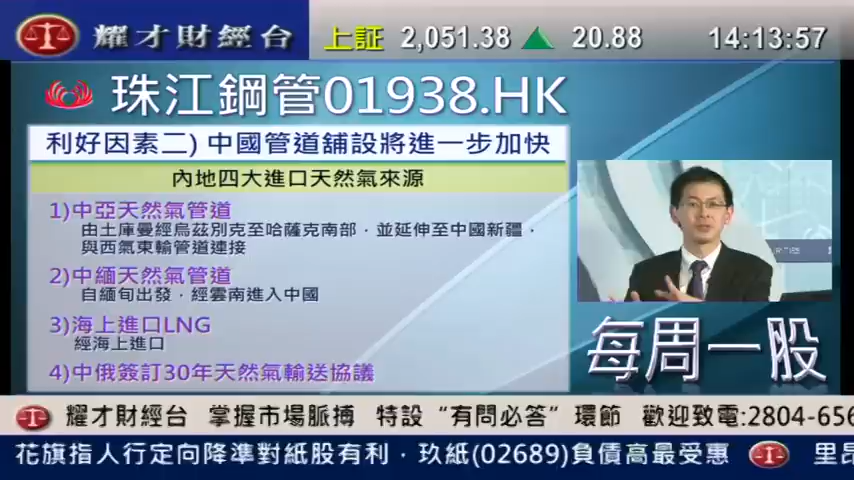 耀才財經台
上証 2,051.38 20.88
14:13:57
珠江鋼管01938.HK
利好因素二) 中國管道舖設將進一步加快
內地四大進口天然氣來源
1)中亞天然氣管道
由土庫曼經烏茲別克至哈薩克南部，並延伸至中國新疆，
與西氣東輸管道連接
2)中緬天然氣管道
自緬甸出發，經雲南進入中國
3)海上進口LNG
經海上進口
4)中俄簽訂30年天然氣輸送協議
每周一股
耀才財經台 掌握市場脈搏 特設“有問必答”環節 歡迎致電:2804-656
花旗指人行定向降準對紙股有利，玖紙(02689)負債高最受惠 里昂